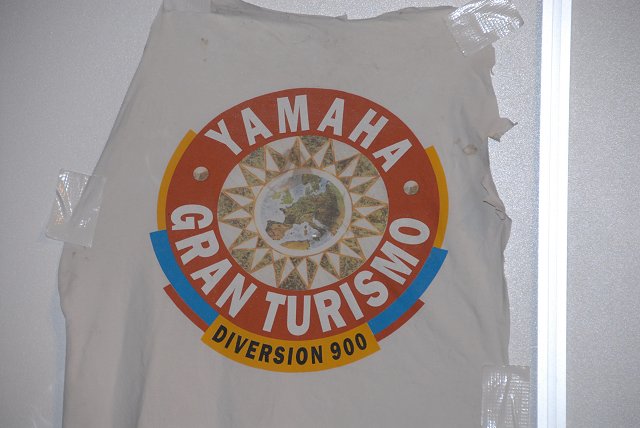 YAMAHA
GRAN TURISMO
DIVERSION 900